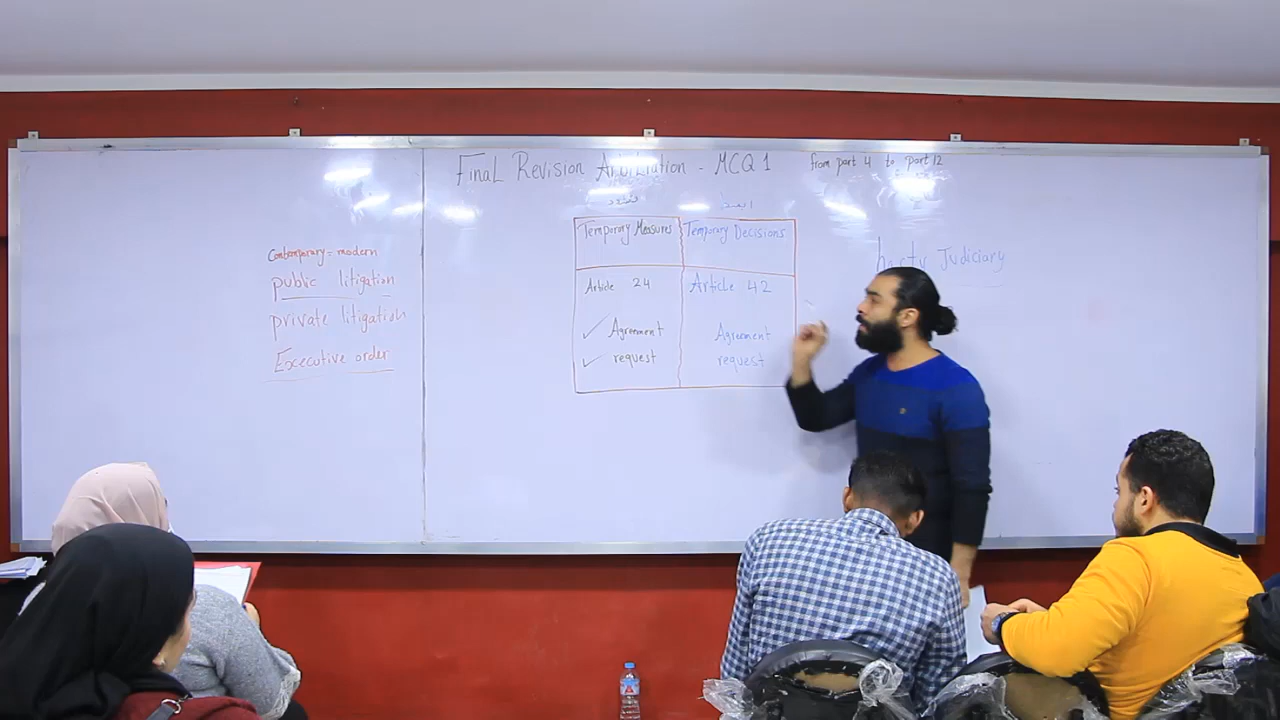 Final Revision Arbitration - MCQ 1
from part 4 to part 12
Contemporary = modern
public litigation
private litigation
Excecutive order
Temporary Measures
Temporary Decisions
Article 24
Article 42
✓ Agreement
Agreement
✓ request
request
Judiciary